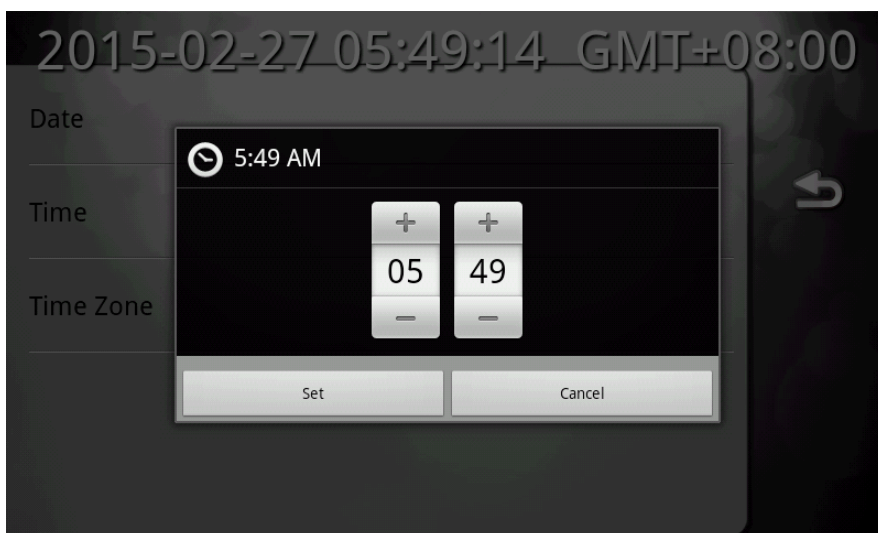 2015-02-27 05:49:14 GMT+08:00
Date
5:49 AM
Time
+ +
05 49
Time Zone
- -
Set Cancel